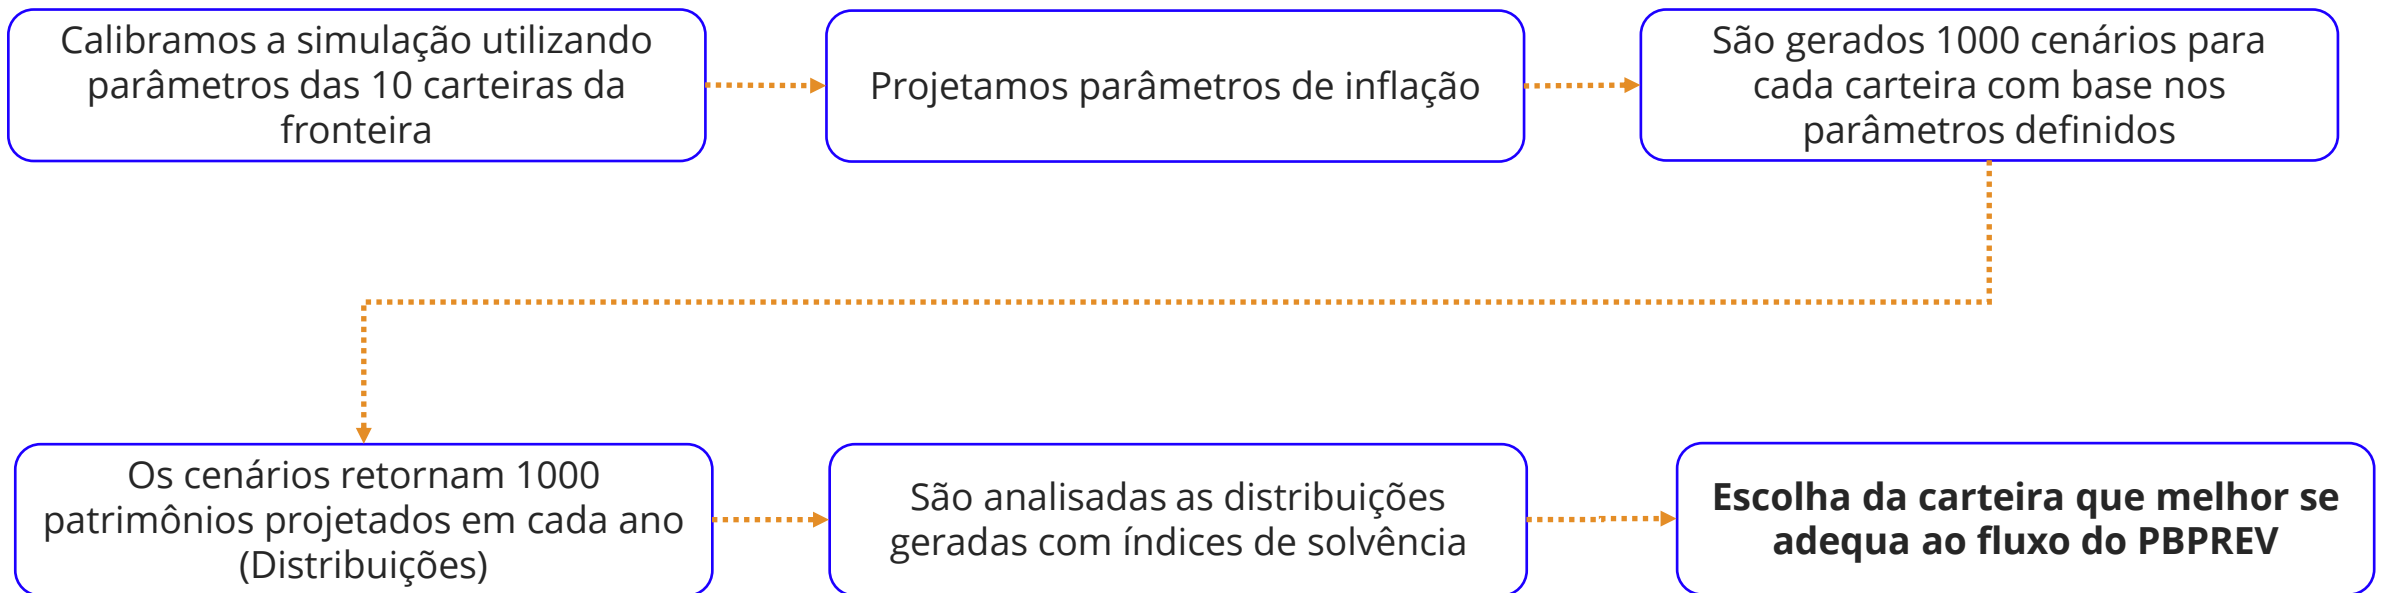 Calibramos a simulação utilizando
parâmetros das 10 carteiras da
fronteira
Projetamos parâmetros de inflação
São gerados 1000 cenários para
cada carteira com base nos
parâmetros definidos
Os cenários retornam 1000
patrimônios projetados em cada ano
(Distribuições)
São analisadas as distribuições
geradas com índices de solvência
Escolha da carteira que melhor se
adequa ao fluxo do PBPREV